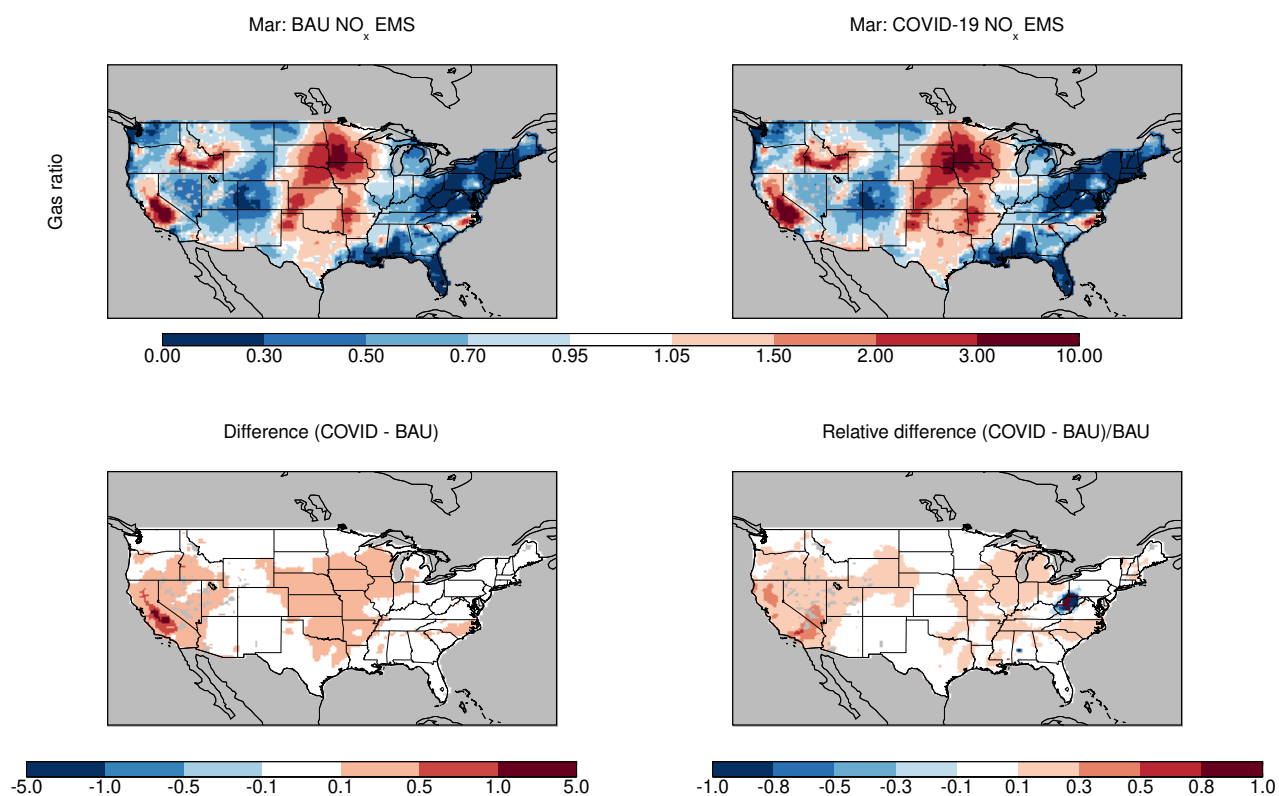 Mar: BAU NOx EMS
Mar: COVID-19 NOx EMS
Gas ratio
0.00 0.30 0.50 0.70 0.95 1.05 1.50 2.00 3.00 10.00
Difference (COVID - BAU)
Relative difference (COVID - BAU)/BAU
-5.0 -1.0 -0.5 -0.1 0.1 0.5 1.0 5.0
-1.0 -0.8 -0.5 -0.3 -0.1 0.1 0.3 0.5 0.8 1.0